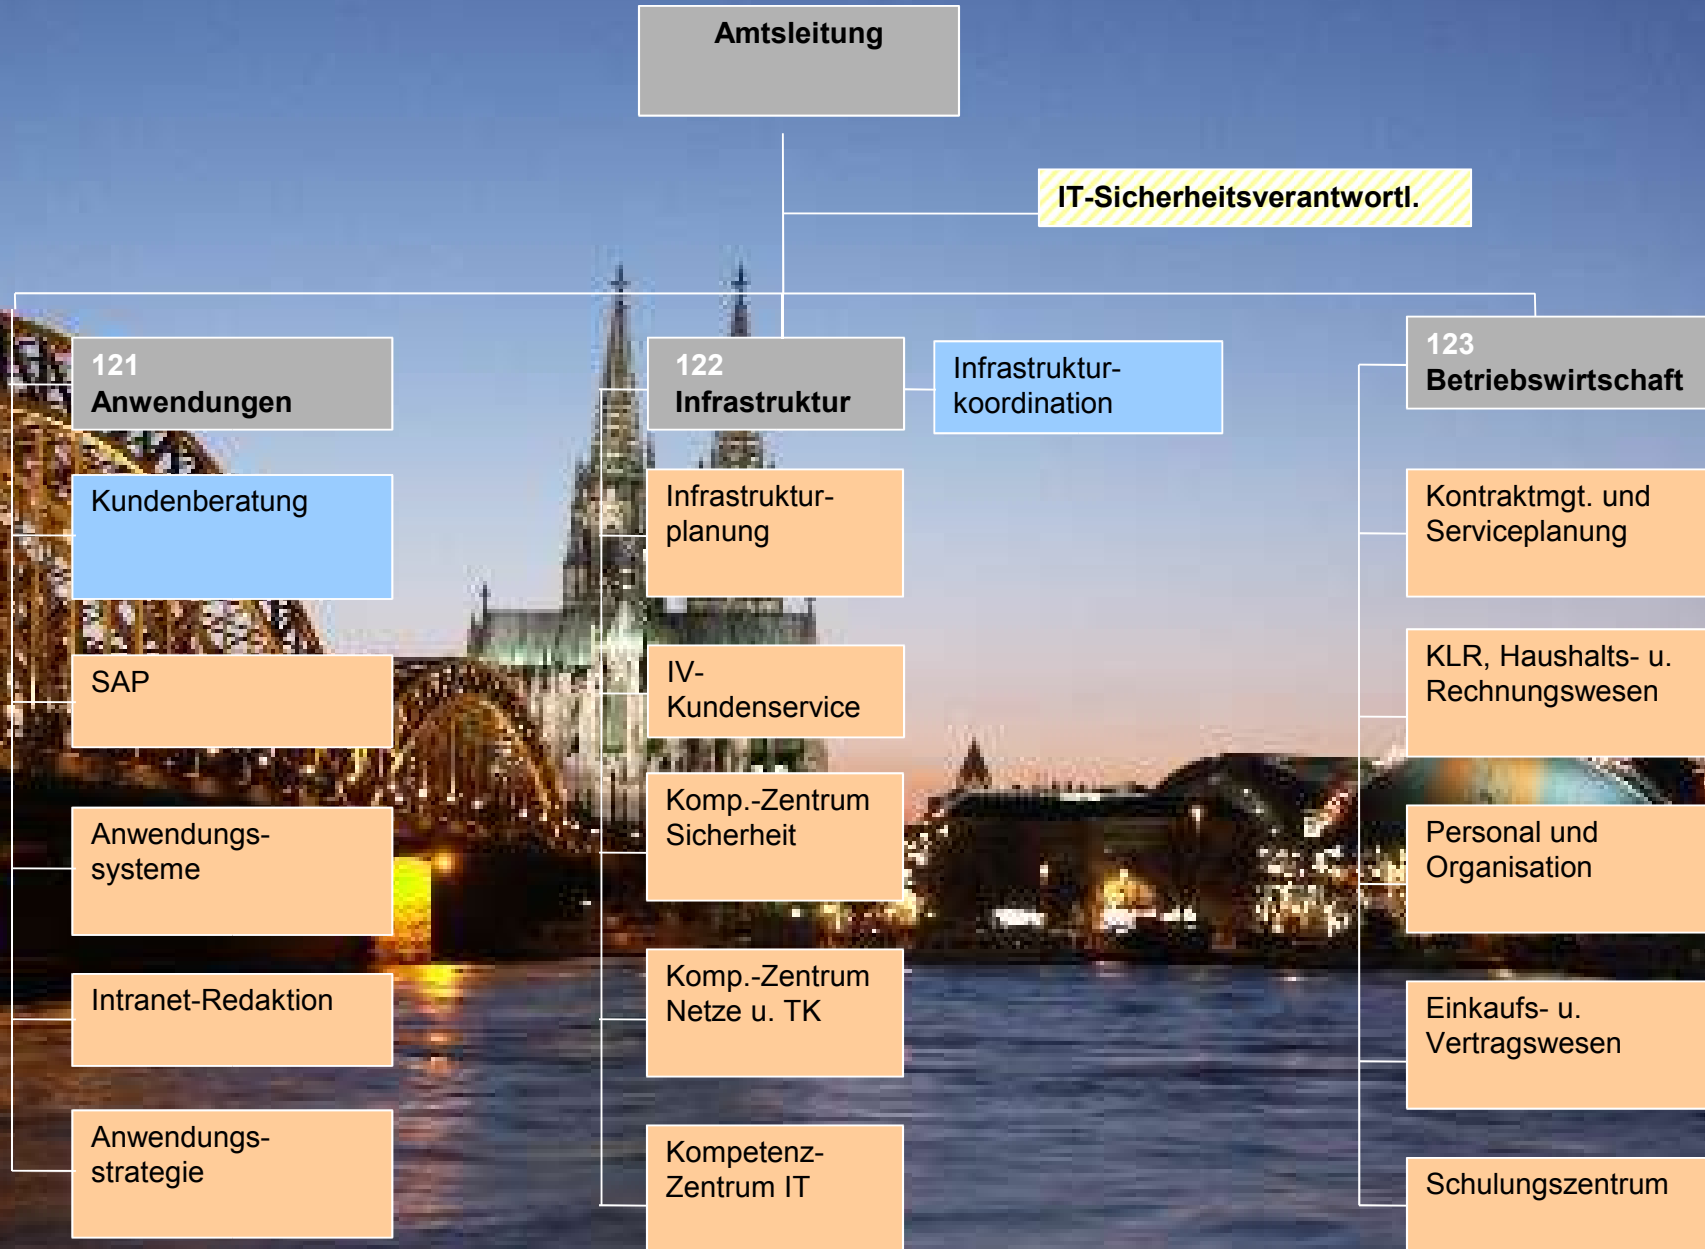 Amtsleitung
IT-Sicherheitsverantwortl.
121
Anwendungen
Kundenberatung
SAP
Anwendungs-
systeme
Intranet-Redaktion
Anwendungs-
strategie
122
Infrastruktur
Infrastruktur-
koordination
Infrastruktur-
planung
IV-
Kundenservice
Komp.-Zentrum
Sicherheit
Komp.-Zentrum
Netze u. TK
Kompetenz-
Zentrum IT
123
Betriebswirtschaft
Kontraktmgt. und
Serviceplanung
KLR, Haushalts- u.
Rechnungswesen
Personal und
Organisation
Einkaufs- u.
Vertragswesen
Schulungszentrum